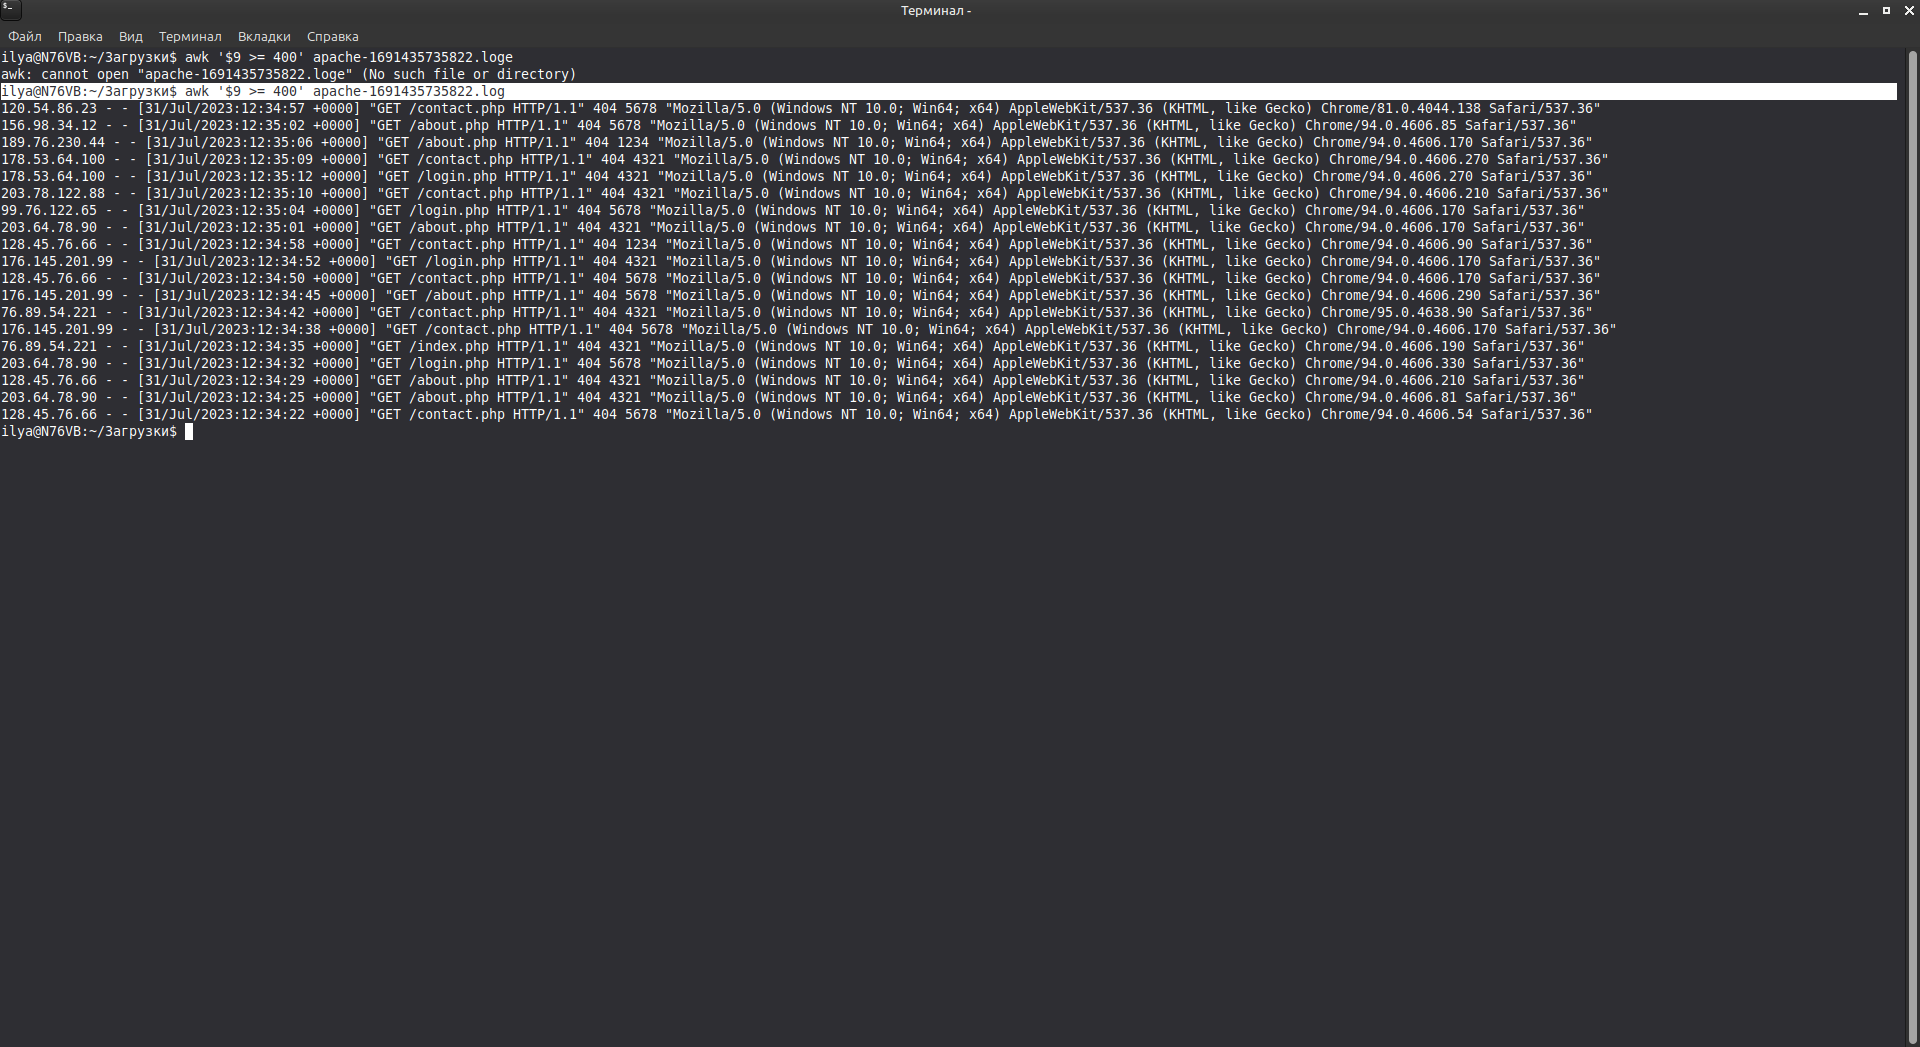 Терминал -
Файл Правка Вид Терминал Вкладки Справка
ilya@N76VB:~/Загрузки$ awk '$9 >= 400' apache-1691435735822.loge
awk: cannot open "apache-1691435735822.loge" (No such file or directory)
ilya@N76VB:~/Загрузки$ awk '$9 >= 400' apache-1691435735822.log
120.54.86.23 - - [31/Jul/2023:12:34:57 +0000] "GET /contact.php HTTP/1.1" 404 5678 "Mozilla/5.0 (Windows NT 10.0; Win64; x64) AppleWebKit/537.36 (KHTML, like Gecko) Chrome/81.0.4044.138 Safari/537.36"
156.98.34.12 - - [31/Jul/2023:12:35:02 +0000] "GET /about.php HTTP/1.1" 404 5678 "Mozilla/5.0 (Windows NT 10.0; Win64; x64) AppleWebKit/537.36 (KHTML, like Gecko) Chrome/94.0.4606.85 Safari/537.36"
189.76.230.44 - - [31/Jul/2023:12:35:06 +0000] "GET /about.php HTTP/1.1" 404 1234 "Mozilla/5.0 (Windows NT 10.0; Win64; x64) AppleWebKit/537.36 (KHTML, like Gecko) Chrome/94.0.4606.170 Safari/537.36"
178.53.64.100 - - [31/Jul/2023:12:35:09 +0000] "GET /contact.php HTTP/1.1" 404 4321 "Mozilla/5.0 (Windows NT 10.0; Win64; x64) AppleWebKit/537.36 (KHTML, like Gecko) Chrome/94.0.4606.270 Safari/537.36"
178.53.64.100 - - [31/Jul/2023:12:35:12 +0000] "GET /login.php HTTP/1.1" 404 4321 "Mozilla/5.0 (Windows NT 10.0; Win64; x64) AppleWebKit/537.36 (KHTML, like Gecko) Chrome/94.0.4606.270 Safari/537.36"
203.78.122.88 - - [31/Jul/2023:12:35:10 +0000] "GET /contact.php HTTP/1.1" 404 4321 "Mozilla/5.0 (Windows NT 10.0; Win64; x64) AppleWebKit/537.36 (KHTML, like Gecko) Chrome/94.0.4606.210 Safari/537.36"
99.76.122.65 - - [31/Jul/2023:12:35:04 +0000] "GET /login.php HTTP/1.1" 404 5678 "Mozilla/5.0 (Windows NT 10.0; Win64; x64) AppleWebKit/537.36 (KHTML, like Gecko) Chrome/94.0.4606.170 Safari/537.36"
203.64.78.90 - - [31/Jul/2023:12:35:01 +0000] "GET /about.php HTTP/1.1" 404 4321 "Mozilla/5.0 (Windows NT 10.0; Win64; x64) AppleWebKit/537.36 (KHTML, like Gecko) Chrome/94.0.4606.170 Safari/537.36"
128.45.76.66 - - [31/Jul/2023:12:34:58 +0000] "GET /contact.php HTTP/1.1" 404 1234 "Mozilla/5.0 (Windows NT 10.0; Win64; x64) AppleWebKit/537.36 (KHTML, like Gecko) Chrome/94.0.4606.90 Safari/537.36"
176.145.201.99 - - [31/Jul/2023:12:34:52 +0000] "GET /login.php HTTP/1.1" 404 4321 "Mozilla/5.0 (Windows NT 10.0; Win64; x64) AppleWebKit/537.36 (KHTML, like Gecko) Chrome/94.0.4606.170 Safari/537.36"
128.45.76.66 - - [31/Jul/2023:12:34:50 +0000] "GET /contact.php HTTP/1.1" 404 5678 "Mozilla/5.0 (Windows NT 10.0; Win64; x64) AppleWebKit/537.36 (KHTML, like Gecko) Chrome/94.0.4606.170 Safari/537.36"
176.145.201.99 - - [31/Jul/2023:12:34:45 +0000] "GET /about.php HTTP/1.1" 404 5678 "Mozilla/5.0 (Windows NT 10.0; Win64; x64) AppleWebKit/537.36 (KHTML, like Gecko) Chrome/94.0.4606.290 Safari/537.36"
76.89.54.221 - - [31/Jul/2023:12:34:42 +0000] "GET /contact.php HTTP/1.1" 404 4321 "Mozilla/5.0 (Windows NT 10.0; Win64; x64) AppleWebKit/537.36 (KHTML, like Gecko) Chrome/95.0.4638.90 Safari/537.36"
176.145.201.99 - - [31/Jul/2023:12:34:38 +0000] "GET /contact.php HTTP/1.1" 404 5678 "Mozilla/5.0 (Windows NT 10.0; Win64; x64) AppleWebKit/537.36 (KHTML, like Gecko) Chrome/94.0.4606.170 Safari/537.36"
76.89.54.221 - - [31/Jul/2023:12:34:35 +0000] "GET /index.php HTTP/1.1" 404 4321 "Mozilla/5.0 (Windows NT 10.0; Win64; x64) AppleWebKit/537.36 (KHTML, like Gecko) Chrome/94.0.4606.190 Safari/537.36"
203.64.78.90 - - [31/Jul/2023:12:34:32 +0000] "GET /login.php HTTP/1.1" 404 5678 "Mozilla/5.0 (Windows NT 10.0; Win64; x64) AppleWebKit/537.36 (KHTML, like Gecko) Chrome/94.0.4606.330 Safari/537.36"
128.45.76.66 - - [31/Jul/2023:12:34:29 +0000] "GET /about.php HTTP/1.1" 404 4321 "Mozilla/5.0 (Windows NT 10.0; Win64; x64) AppleWebKit/537.36 (KHTML, like Gecko) Chrome/94.0.4606.210 Safari/537.36"
203.64.78.90 - - [31/Jul/2023:12:34:25 +0000] "GET /about.php HTTP/1.1" 404 4321 "Mozilla/5.0 (Windows NT 10.0; Win64; x64) AppleWebKit/537.36 (KHTML, like Gecko) Chrome/94.0.4606.81 Safari/537.36"
128.45.76.66 - - [31/Jul/2023:12:34:22 +0000] "GET /contact.php HTTP/1.1" 404 5678 "Mozilla/5.0 (Windows NT 10.0; Win64; x64) AppleWebKit/537.36 (KHTML, like Gecko) Chrome/94.0.4606.54 Safari/537.36"
ilya@N76VB:~/Загрузки$